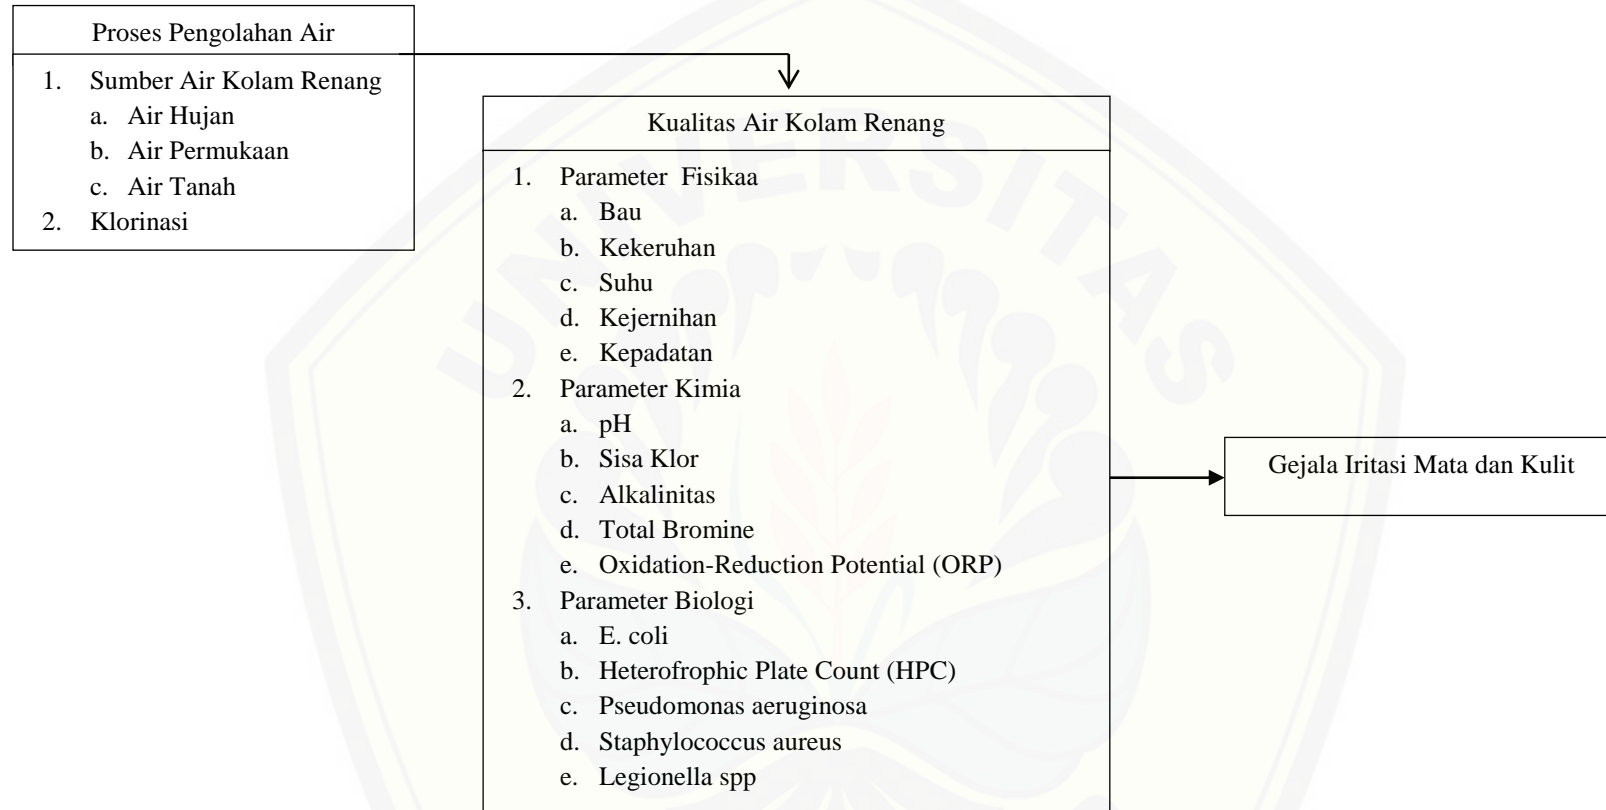 Proses Pengolahan Air
1. Sumber Air Kolam Renang
a. Air Hujan
b. Air Permukaan
c. Air Tanah
2. Klorinasi
Kualitas Air Kolam Renang
1. Parameter Fisikaa
a. Bau
b. Kekeruhan
c. Suhu
d. Kejernihan
e. Kepadatan
2. Parameter Kimia
a. pH
b. Sisa Klor
c. Alkalinitas
d. Total Bromine
e. Oxidation-Reduction Potential (ORP)
3. Parameter Biologi
a. E. coli
b. Heterofrophic Plate Count (HPC)
c. Pseudomonas aeruginosa
d. Staphylococcus aureus
e. Legionella spp
Gejala Iritasi Mata dan Kulit
UNIVERSITAS